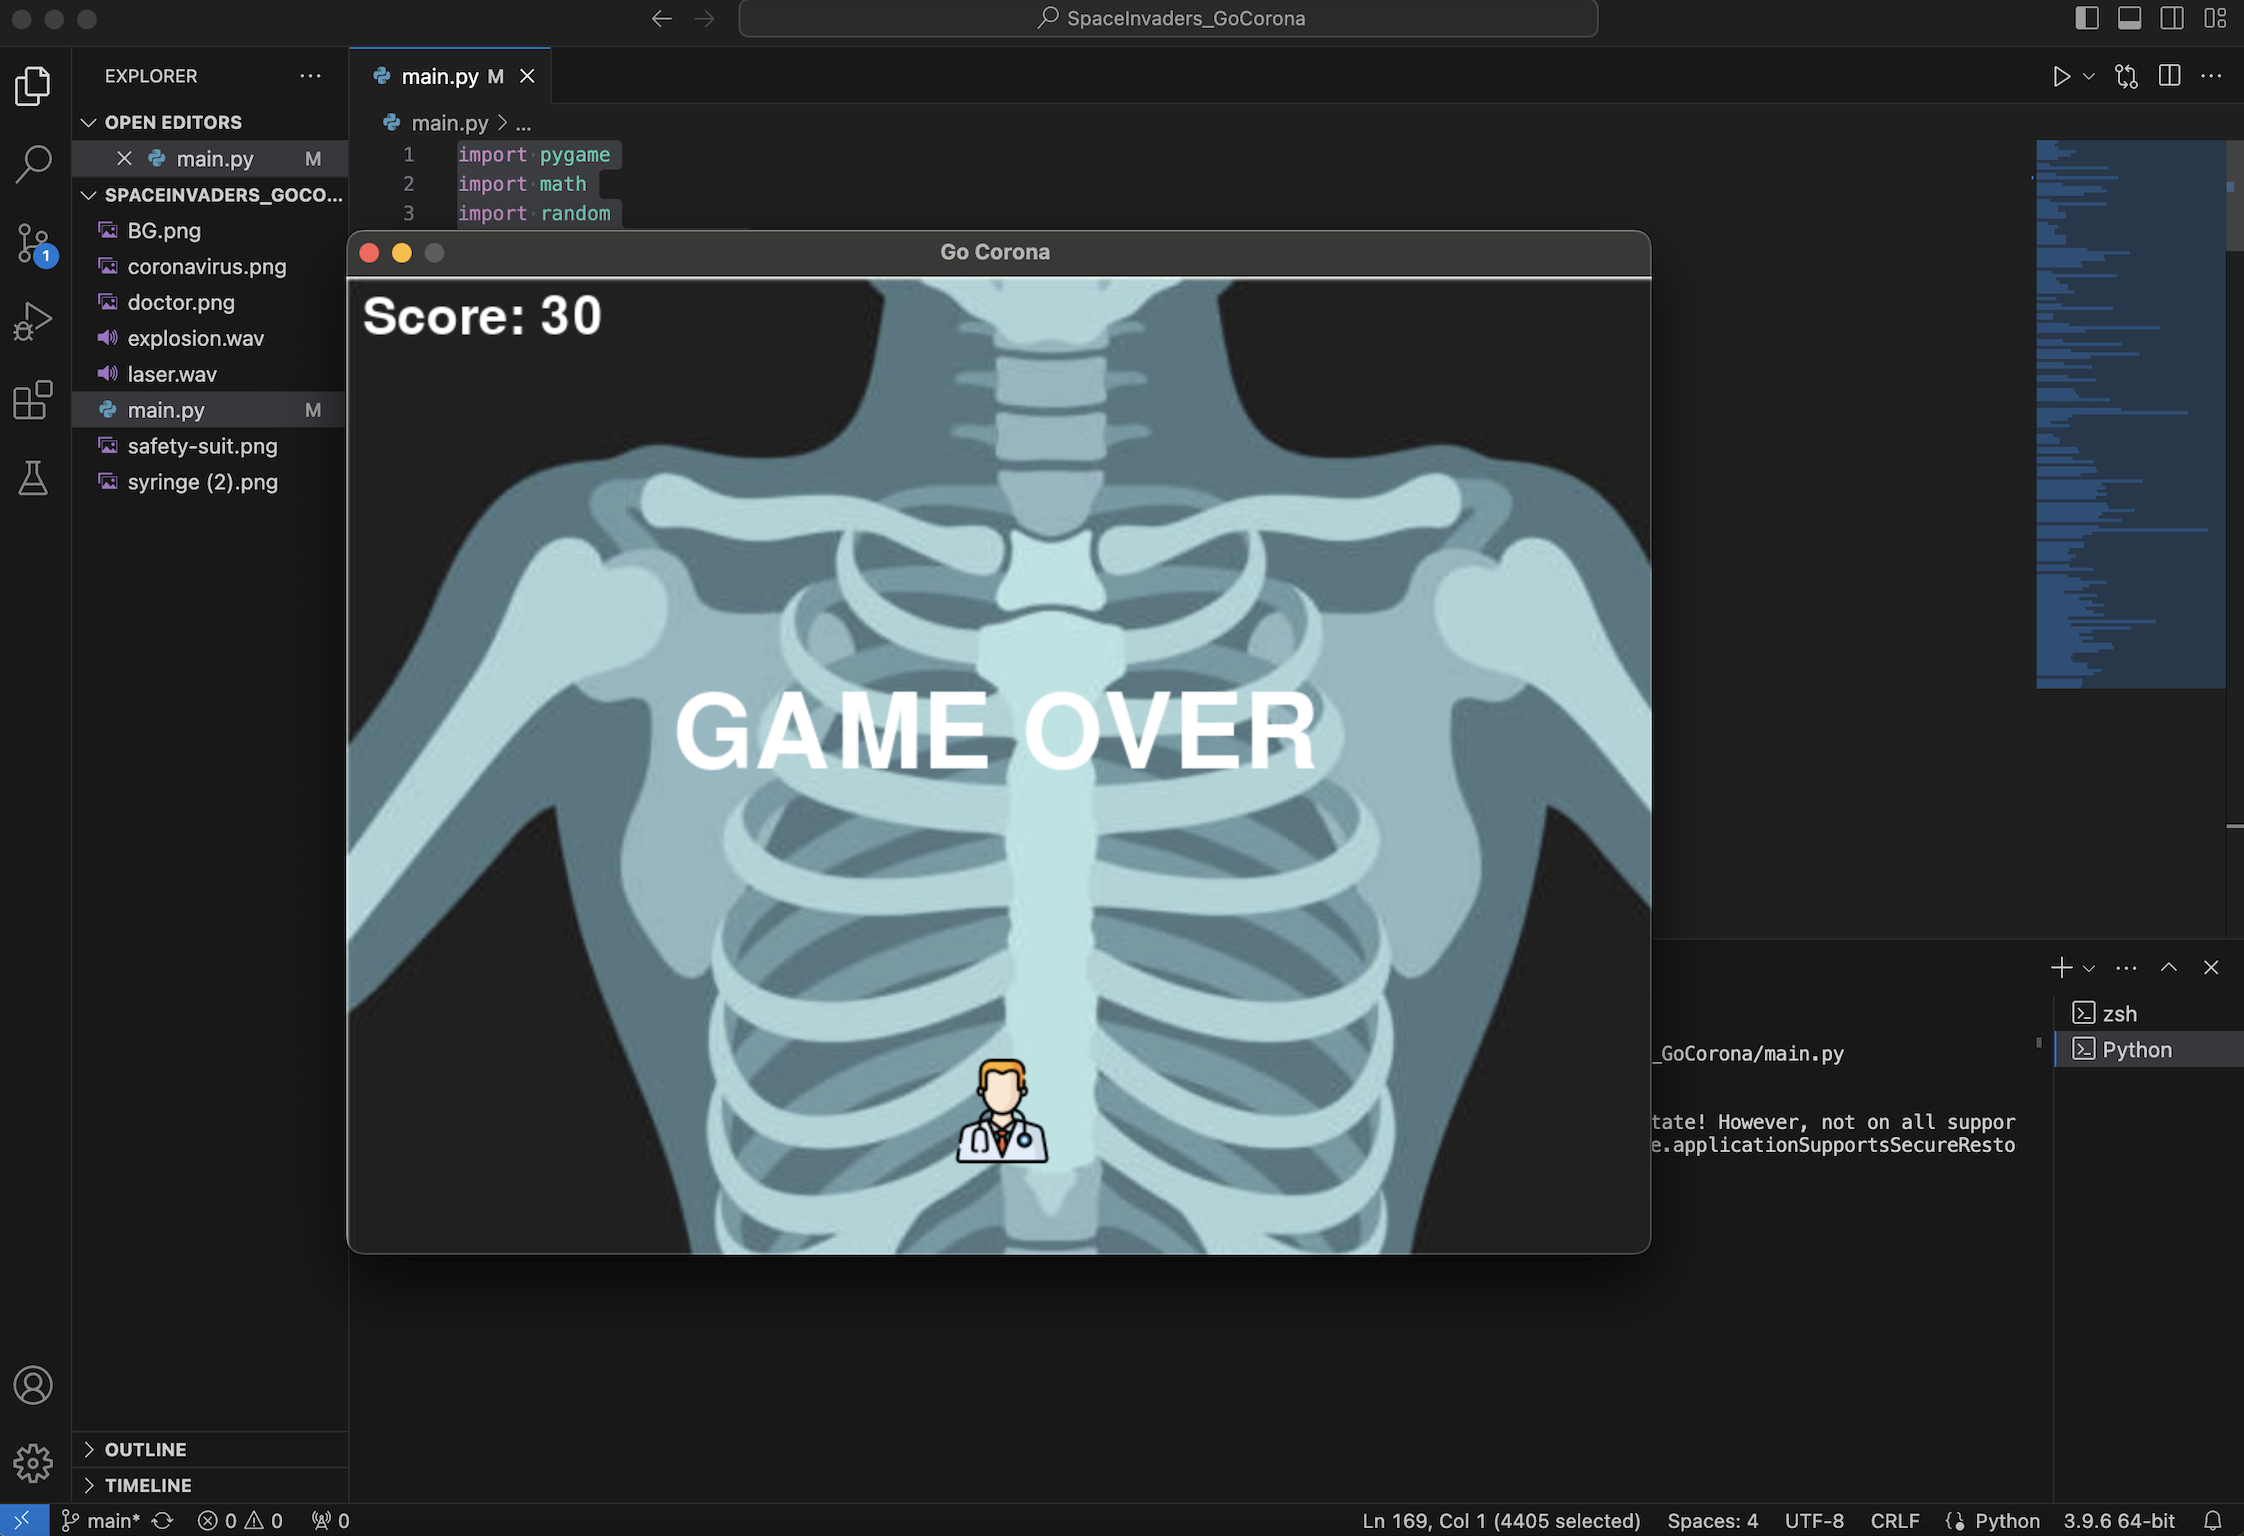 SpaceInvaders_GoCorona
EXPLORER
main.py M
OPEN EDITORS
main.py M
SPACEINVADERS_GOCO...
BG.png
coronavirus.png
doctor.png
explosion.wav
laser.wav
main.py M
safety-suit.png
syringe (2).png
main.py > ...
1 import pygame
2 import math
3 import random
1
Go Corona
Score: 30
GAME OVER
_GoCorona/main.py
tate! However, not on all suppor
e.applicationSupportsSecureResto
zsh
Python
OUTLINE
TIMELINE
main* 0 0 0 Ln 169, Col 1 (4405 selected) Spaces: 4 UTF-8 CRLF Python 3.9.6 64-bit